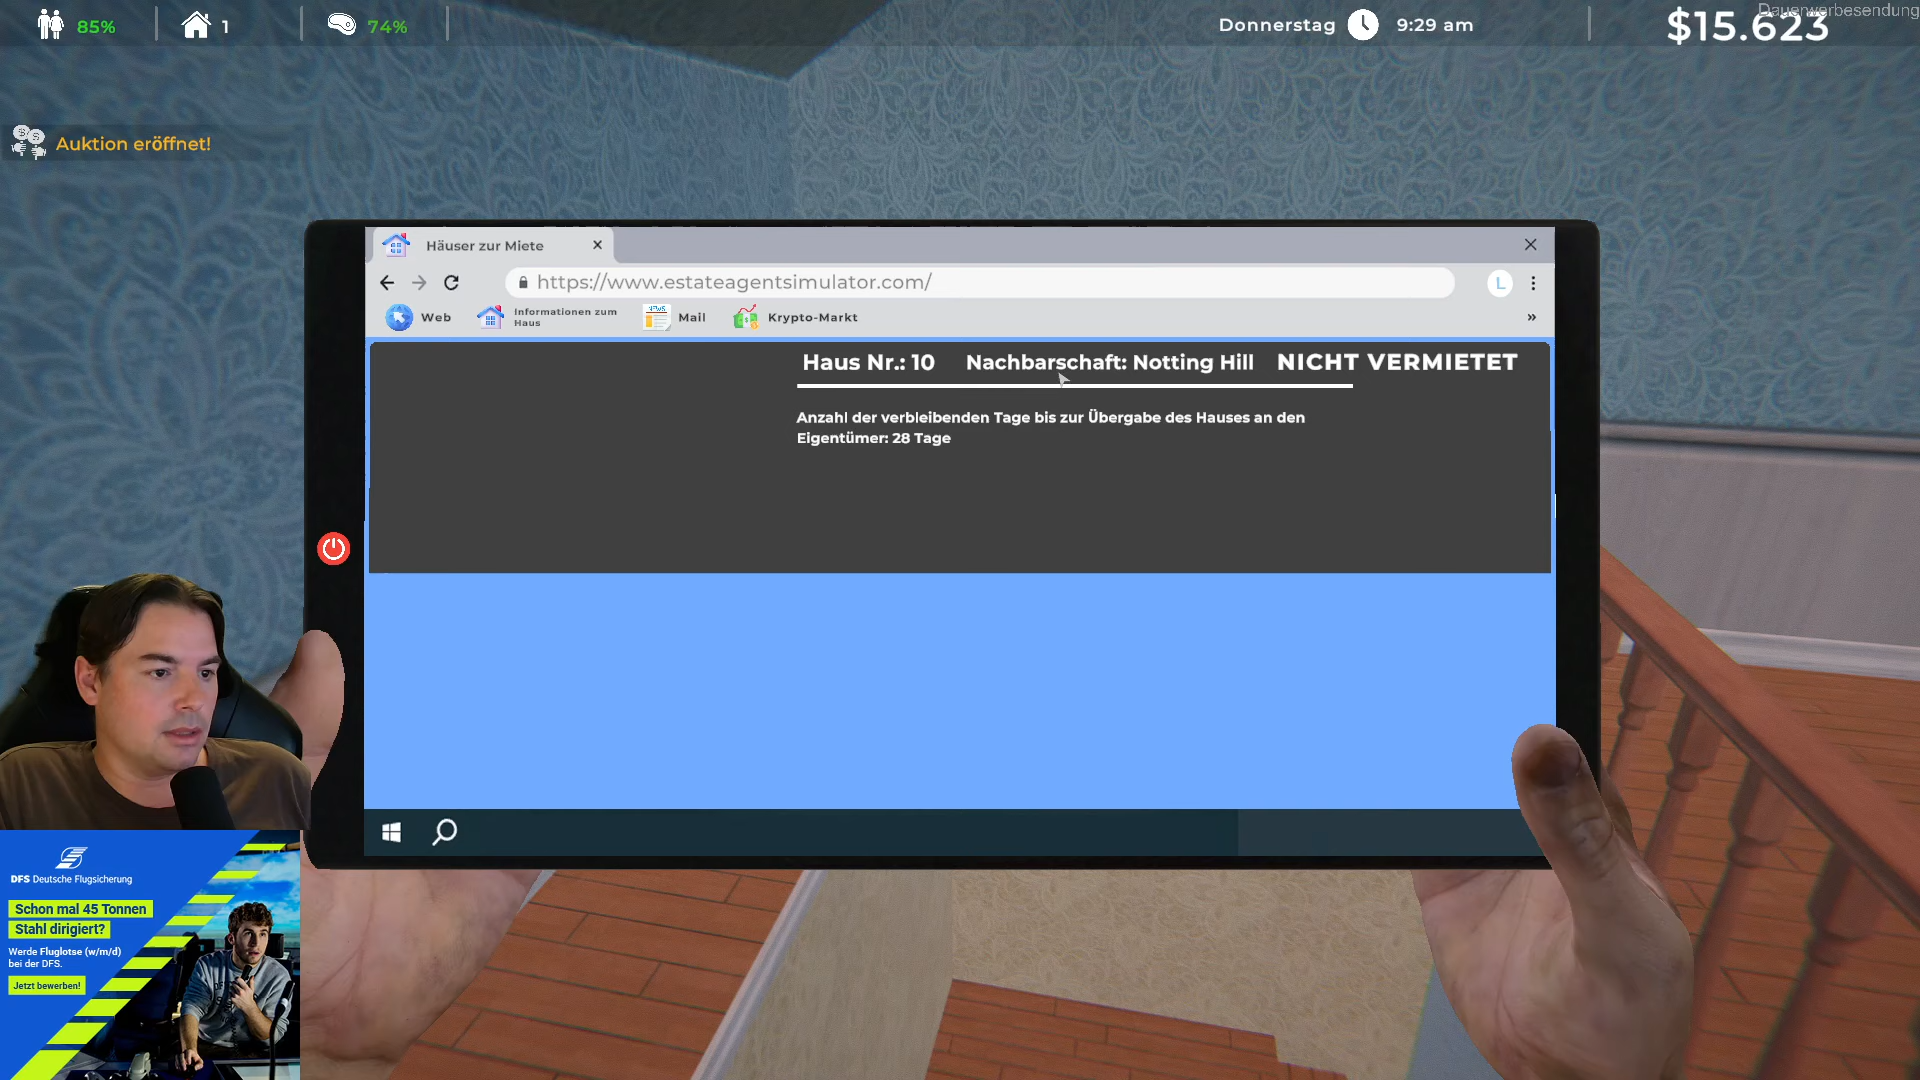 85%
1
74%
Donnerstag
9:29 am
Dauerwerbesendung
$15.623
Auktion eröffnet!
Häuser zur Miete
https://www.estateagentsimulator.com/
L
Web
Informationen zum
Haus
NEWS
Mail
Krypto-Markt
»
Haus Nr.: 10
Nachbarschaft: Notting Hill
NICHT VERMIETET
Anzahl der verbleibenden Tage bis zur Übergabe des Hauses an den
Eigentümer: 28 Tage
DFS Deutsche Flugsicherung
Schon mal 45 Tonnen
Stahl dirigiert?
Werde Fluglotse (w/m/d)
bei der DFS.
Jetzt bewerben!